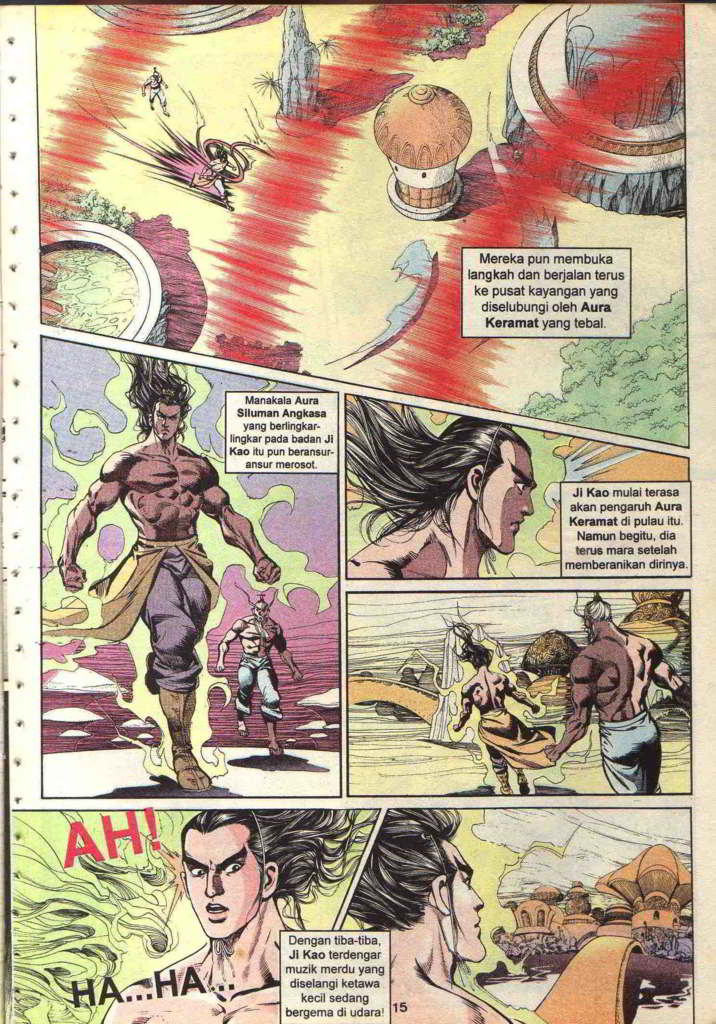 Mereka pun membuka
langkah dan berjalan terus
ke pusat kayangan yang
diselubungi oleh Aura
Keramat yang tebal.
Manakala Aura
Siluman Angkasa
yang berlingkar-
lingkar pada badan Ji
Kao itu pun beransur-
ansur merosot.
Ji Kao mulai terasa
akan pengaruh Aura
Keramat di pulau itu.
Namun begitu, dia
terus mara setelah
memberanikan dirinya.
AH!
HA...HA...
Dengan tiba-tiba,
Ji Kao terdengar
muzik merdu yang
diselangi ketawa
kecil sedang
bergema di udara!
15